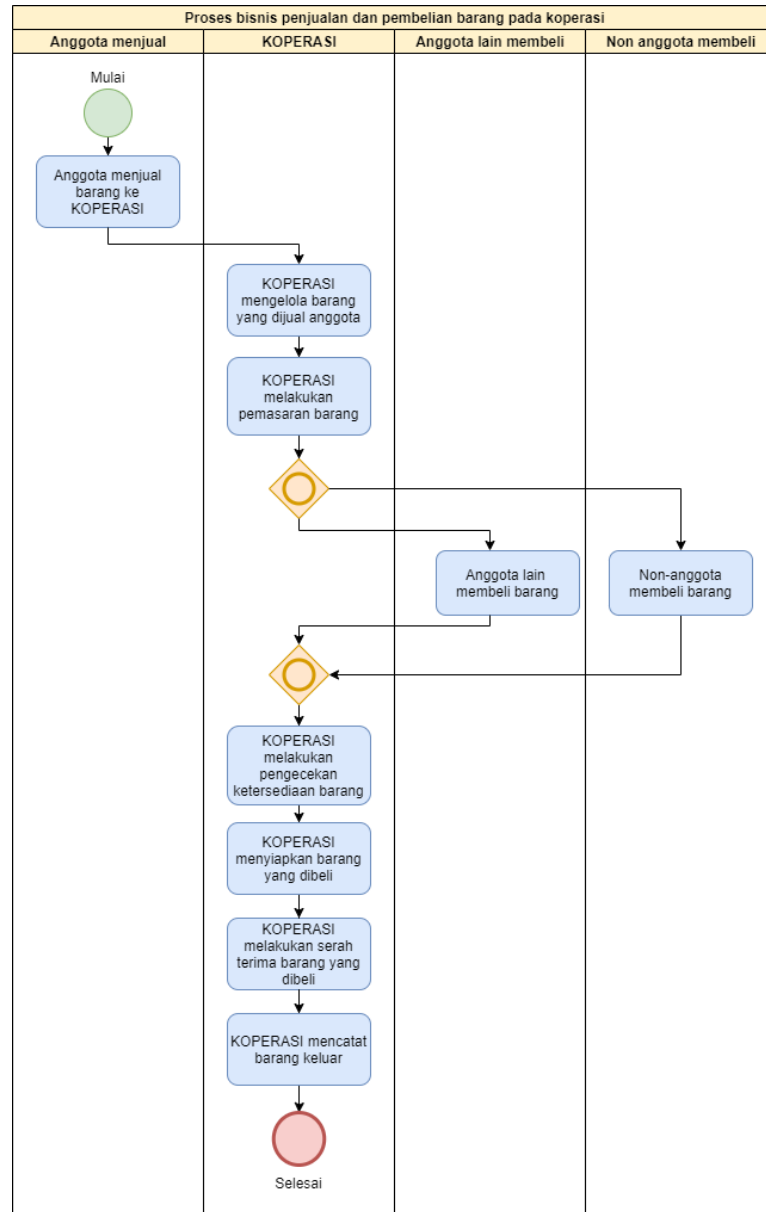 Proses bisnis penjualan dan pembelian barang pada koperasi
Anggota menjual
KOPERASI
Anggota lain membeli
Non anggota membeli
Mulai
Anggota menjual
barang ke
KOPERASI
KOPERASI
mengelola barang
yang dijual anggota
KOPERASI
melakukan
pemasaran barang
Anggota lain
membeli barang
Non-anggota
membeli barang
KOPERASI
melakukan
pengecekan
ketersediaan barang
KOPERASI
menyiapkan barang
yang dibeli
KOPERASI
melakukan serah
terima barang yang
dibeli
KOPERASI mencatat
barang keluar
Selesai